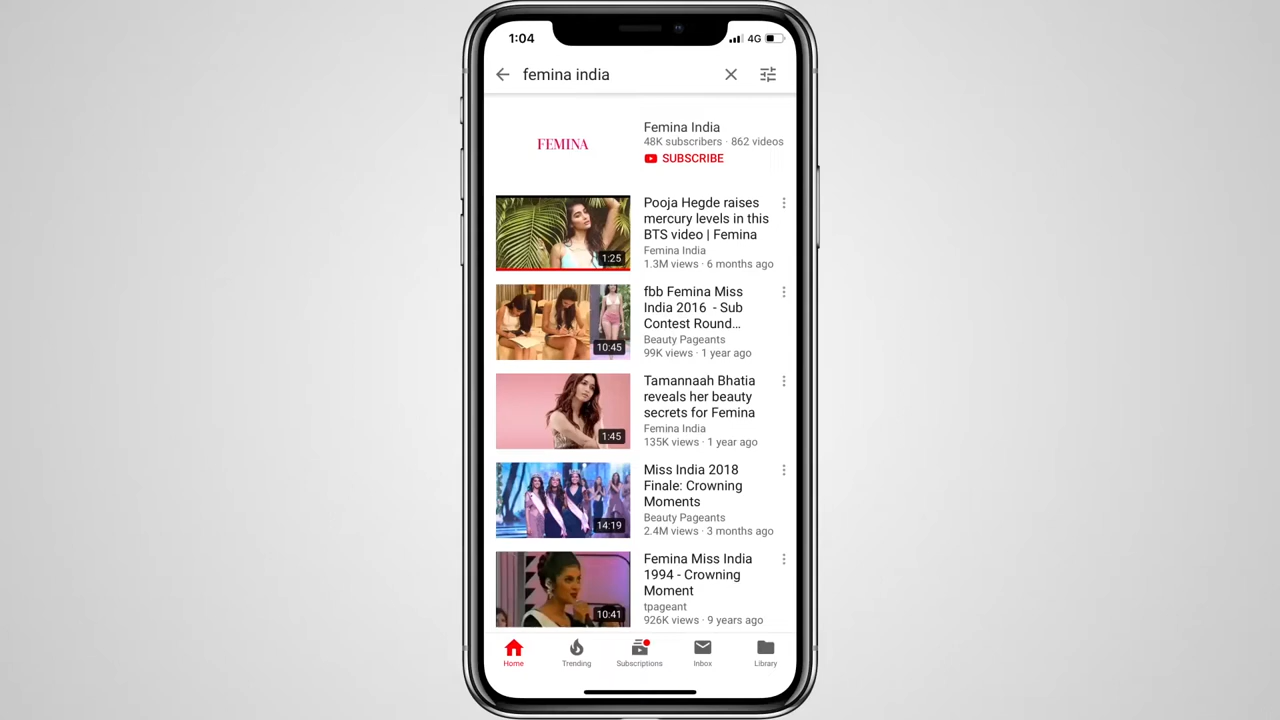 1:04
4G
femina india
FEMINA
Femina India
48K subscribers · 862 videos
SUBSCRIBE
1:25
Pooja Hegde raises
mercury levels in this
BTS video | Femina
Femina India
1.3M views · 6 months ago
10:45
fbb Femina Miss
India 2016 - Sub
Contest Round...
Beauty Pageants
99K views · 1 year ago
1:45
Tamannaah Bhatia
reveals her beauty
secrets for Femina
Femina India
135K views · 1 year ago
14:19
Miss India 2018
Finale: Crowning
Moments
Beauty Pageants
2.4M views · 3 months ago
10:41
Femina Miss India
1994 - Crowning
Moment
tpageant
926K views · 9 years ago
Home
Trending
Subscriptions
Inbox
Library